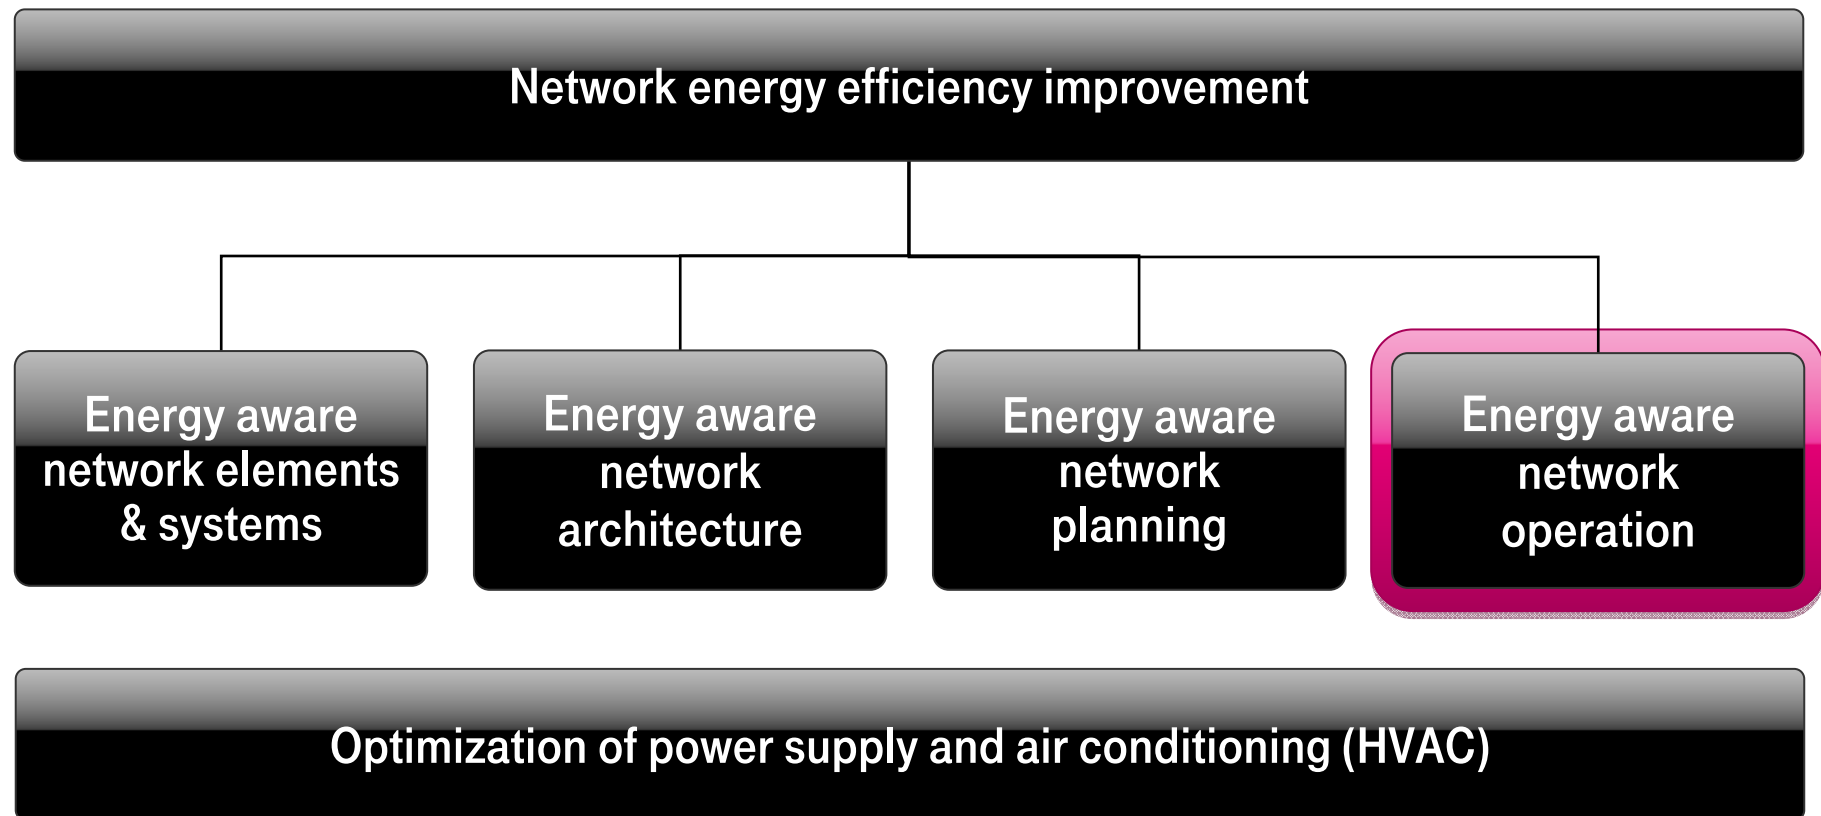 Network energy efficiency improvement
Energy aware
network elements
& systems
Energy aware
network
architecture
Energy aware
network
planning
Energy aware
network
operation
Optimization of power supply and air conditioning (HVAC)